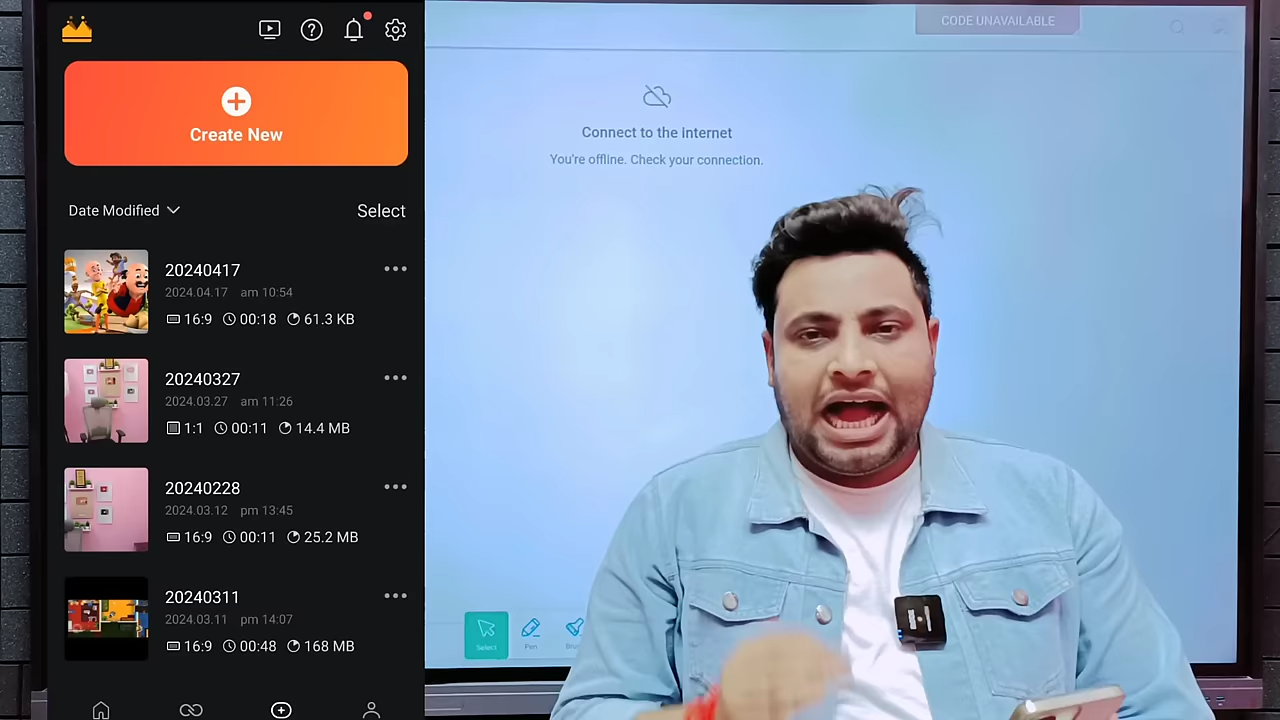 Create New
Date Modified
Select
20240417
2024.04.17 am 10:54
16:9 00:18 61.3 KB
20240327
2024.03.27 am 11:26
1:1 00:11 14.4 MB
20240228
2024.03.12 pm 13:45
16:9 00:11 25.2 MB
20240311
2024.03.11 pm 14:07
16:9 00:48 168 MB
CODE UNAVAILABLE
Connect to the internet
You're offline. Check your connection.
Select
Pen